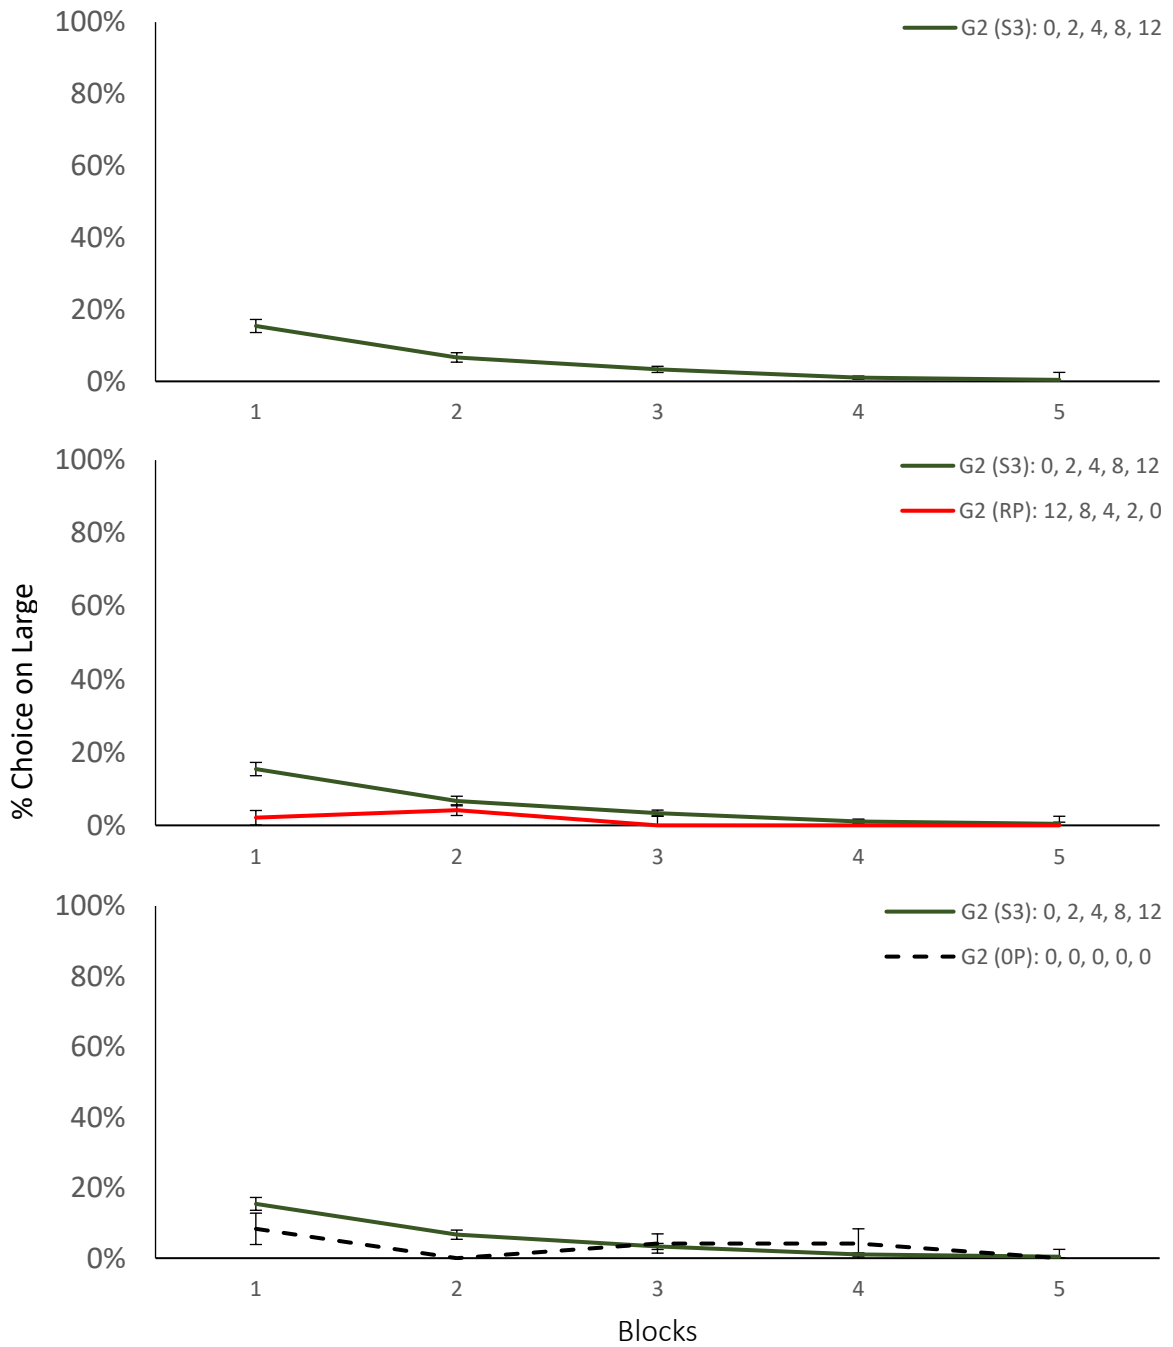 100%
G2 (S3): 0, 2, 4, 8, 12
80%
60%
40%
20%
0%
1 2 3 4 5
100%
G2 (S3): 0, 2, 4, 8, 12
G2 (RP): 12, 8, 4, 2, 0
80%
60%
40%
20%
0%
1 2 3 4 5
% Choice on Large
100%
G2 (S3): 0, 2, 4, 8, 12
G2 (0P): 0, 0, 0, 0, 0
80%
60%
40%
20%
0%
1 2 3 4 5
Blocks